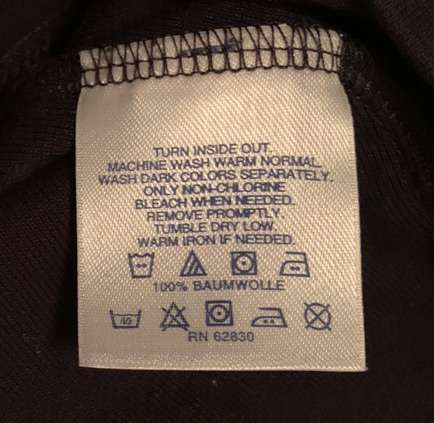 TURN INSIDE OUT.
MACHINE WASH WARM NORMAL.
WASH DARK COLORS SEPARATELY.
ONLY NON-CHLORINE
BLEACH WHEN NEEDED.
REMOVE PROMPTLY.
TUMBLE DRY LOW.
WARM IRON IF NEEDED.
100% BAUMWOLLE
40
RN 62830